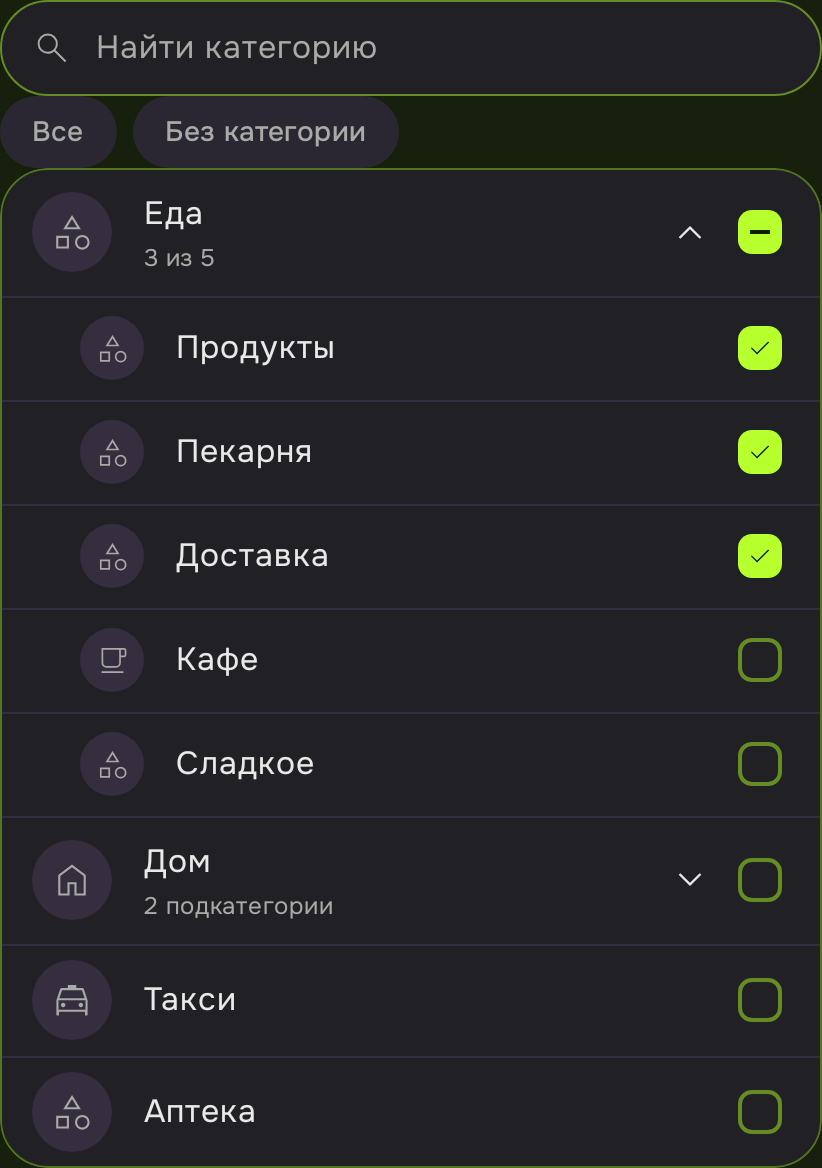 Найти категорию
Все
Без категории
Еда
3 из 5
Продукты
Пекарня
Доставка
Кафе
Сладкое
Дом
2 подкатегории
Такси
Аптека